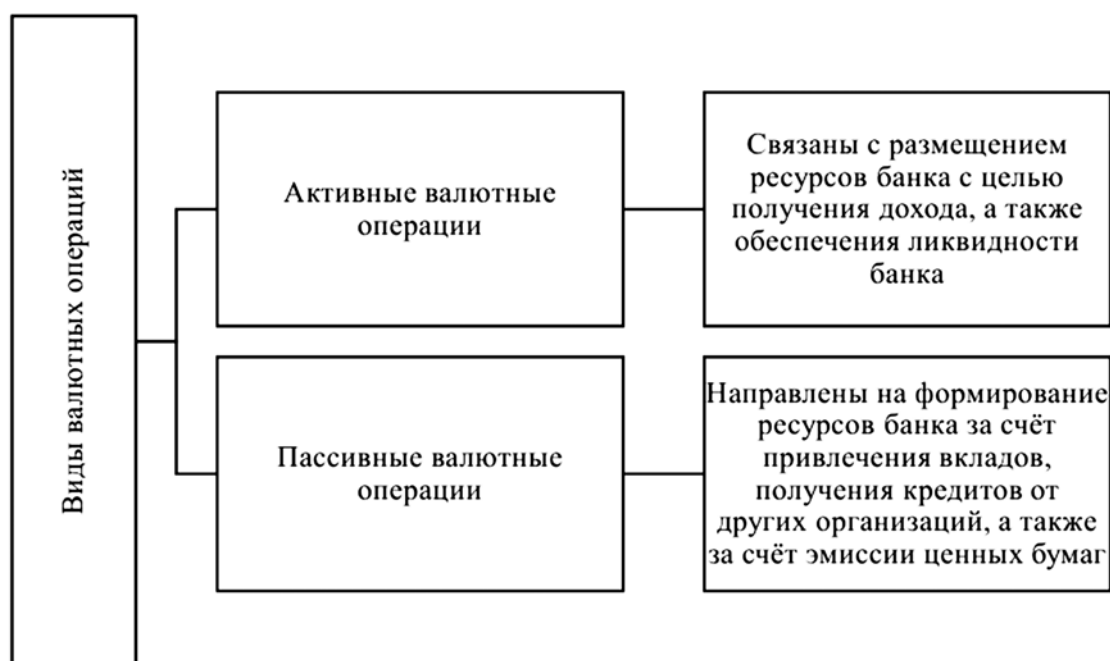 Виды валютных операций
Активные валютные
операции
Связаны с размещением
ресурсов банка с целью
получения дохода, а также
обеспечения ликвидности
банка
Пассивные валютные
операции
Направлены на формирование
ресурсов банка за счёт
привлечения вкладов,
получения кредитов от
других организаций, а также
за счёт эмиссии ценных бумаг